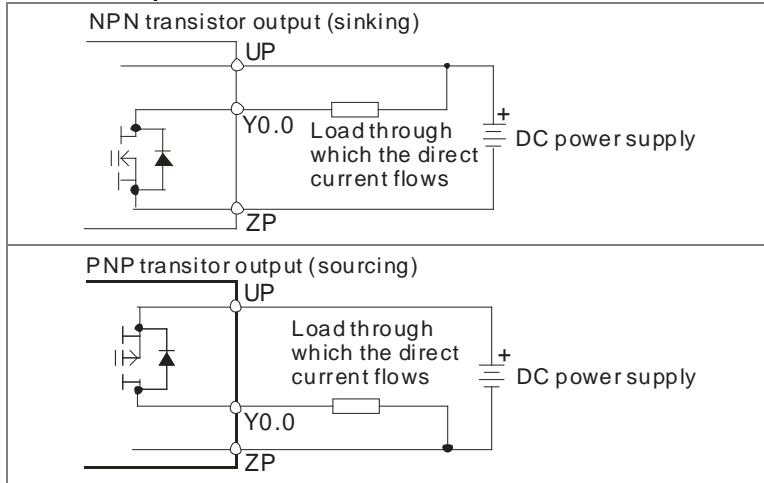 NPN transistor output (sinking)
UP
Y0.0
Load through
which the direct
current flows
+
DC power supply
ZP
PNP transitor output (sourcing)
UP
Load through
which the direct
current flows
+
DC power supply
Y0.0
ZP